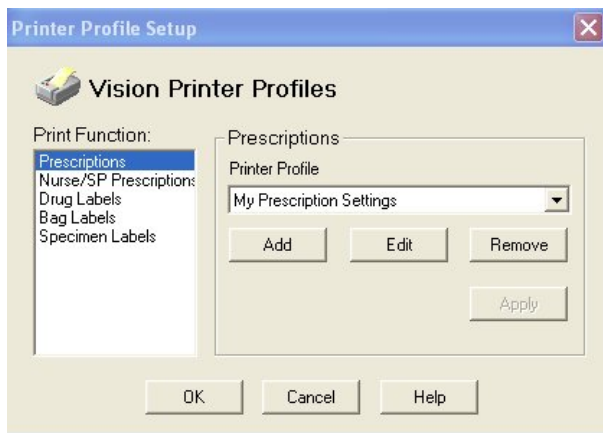 Printer Profile Setup
Vision Printer Profiles
Print Function:
Prescriptions
Nurse/SP Prescriptions
Drug Labels
Bag Labels
Specimen Labels
Prescriptions
Printer Profile
My Prescription Settings
Add Edit Remove
Apply
OK Cancel Help